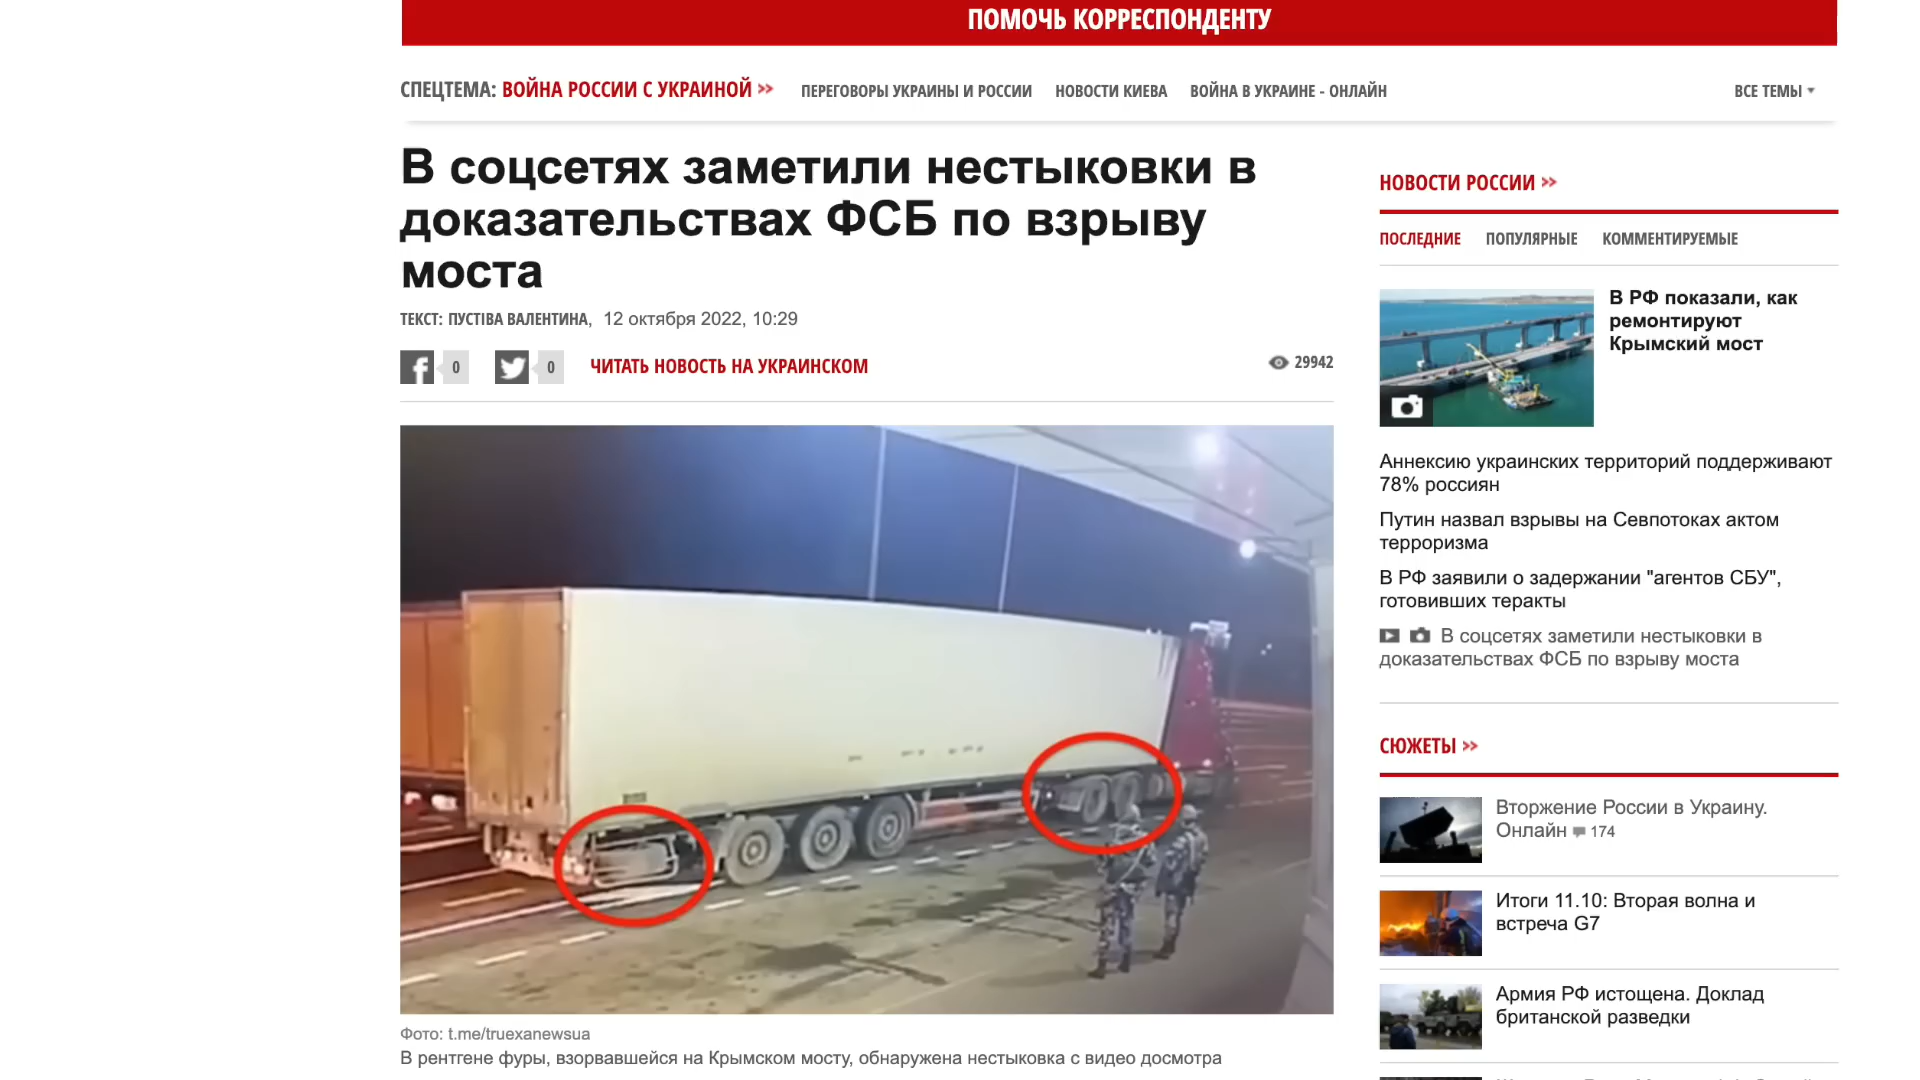 ПОМОЧЬ КОРРЕСПОНДЕНТУ
СПЕЦТЕМА: ВОЙНА РОССИИ С УКРАИНОЙ >> ПЕРЕГОВОРЫ УКРАИНЫ И РОССИИ НОВОСТИ КИЕВА ВОЙНА В УКРАИНЕ - ОНЛАЙН ВСЕ ТЕМЫ
В соцсетях заметили нестыковки в
доказательствах ФСБ по взрыву
моста
ТЕКСТ: ПУСТІВА ВАЛЕНТИНА, 12 октября 2022, 10:29
0 0 ЧИТАТЬ НОВОСТЬ НА УКРАИНСКОМ 29942
Фото: t.me/truexanewsua
В рентгене фуры, взорвавшейся на Крымском мосту, обнаружена нестыковка с видео досмотра
НОВОСТИ РОССИИ >>
ПОСЛЕДНИЕ ПОПУЛЯРНЫЕ КОММЕНТИРУЕМЫЕ
В РФ показали, как
ремонтируют
Крымский мост
Аннексию украинских территорий поддерживают
78% россиян
Путин назвал взрывы на Севпотоках актом
терроризма
В РФ заявили о задержании "агентов СБУ",
готовивших теракты
В соцсетях заметили нестыковки в
доказательствах ФСБ по взрыву моста
СЮЖЕТЫ >>
Вторжение России в Украину.
Онлайн 174
Итоги 11.10: Вторая волна и
встреча G7
Армия РФ истощена. Доклад
британской разведки